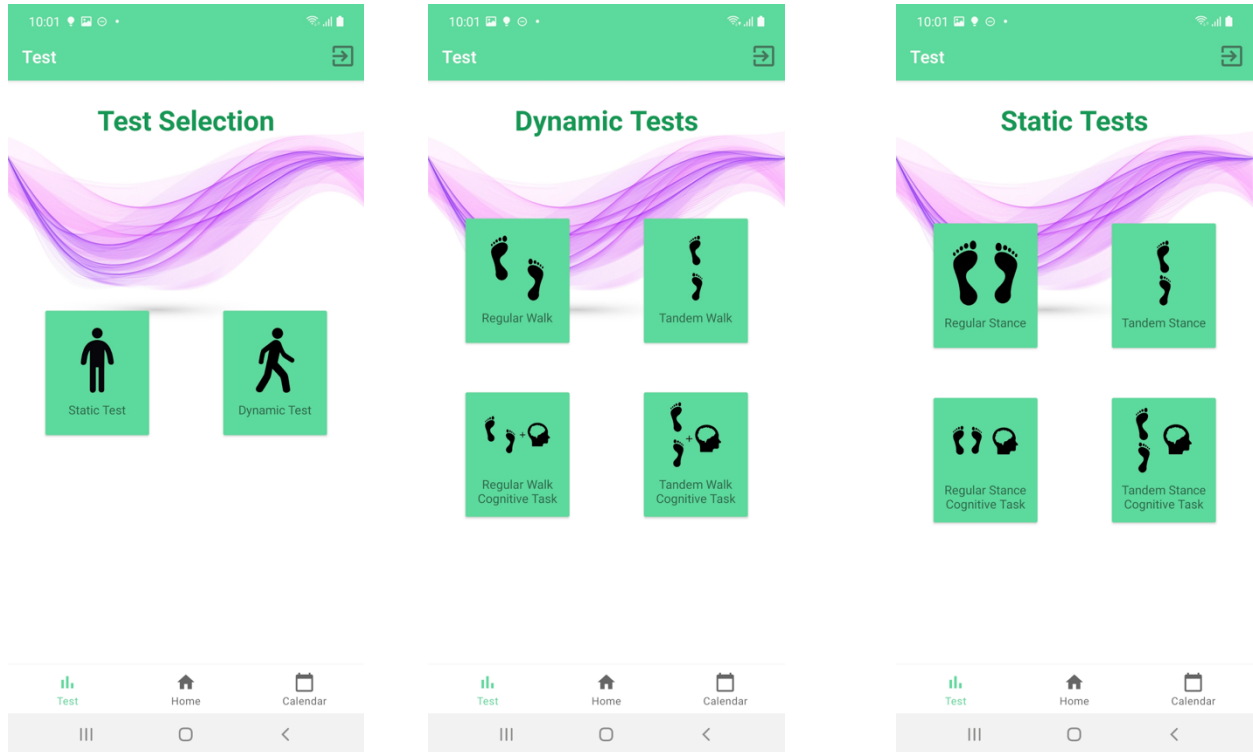 10:01
Test
Test Selection
Static Test
Dynamic Test
Test
Home
Calendar
10:01
Test
Dynamic Tests
Regular Walk
Tandem Walk
+
+
Regular Walk
Cognitive Task
Tandem Walk
Cognitive Task
Test
Home
Calendar
10:01
Test
Static Tests
Regular Stance
Tandem Stance
Regular Stance
Cognitive Task
Tandem Stance
Cognitive Task
Test
Home
Calendar